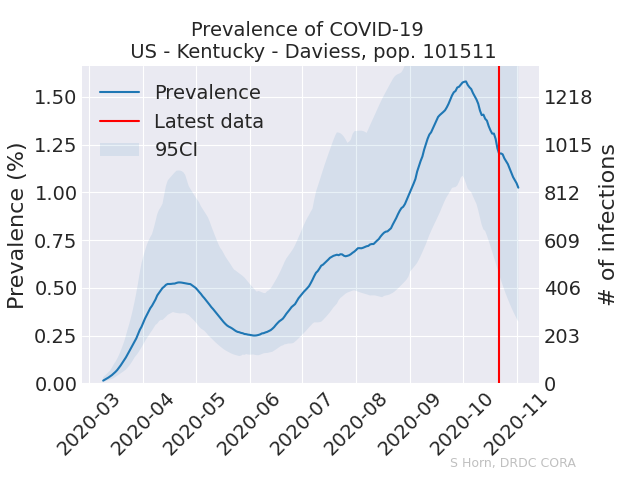 Prevalence of COVID-19
US - Kentucky - Daviess, pop. 101511
Prevalence (%)
1.50
1.25
1.00
0.75
0.50
0.25
0.00
Prevalence
Latest data
95CI
1218
1015
812
609
406
203
0
# of infections
2020-03
2020-04
2020-05
2020-06
2020-07
2020-08
2020-09
2020-10
2020-11
S Horn, DRDC CORA